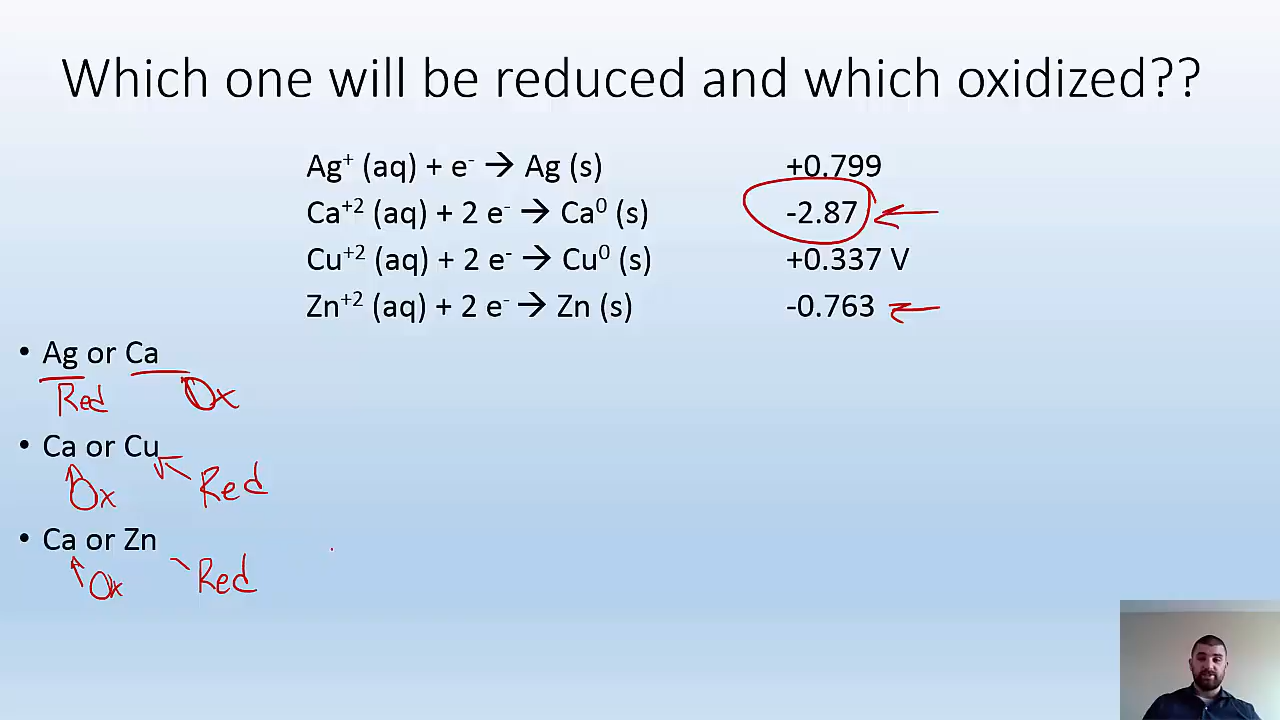 Which one will be reduced and which oxidized??
Ag⁺ (aq) + e⁻ → Ag (s) +0.799
Ca⁺² (aq) + 2 e⁻ → Ca⁰ (s) -2.87
Cu⁺² (aq) + 2 e⁻ → Cu⁰ (s) +0.337 V
Zn⁺² (aq) + 2 e⁻ → Zn (s) -0.763
• Ag or Ca
Red Ox
• Ca or Cu
Ox Red
• Ca or Zn
Ox Red